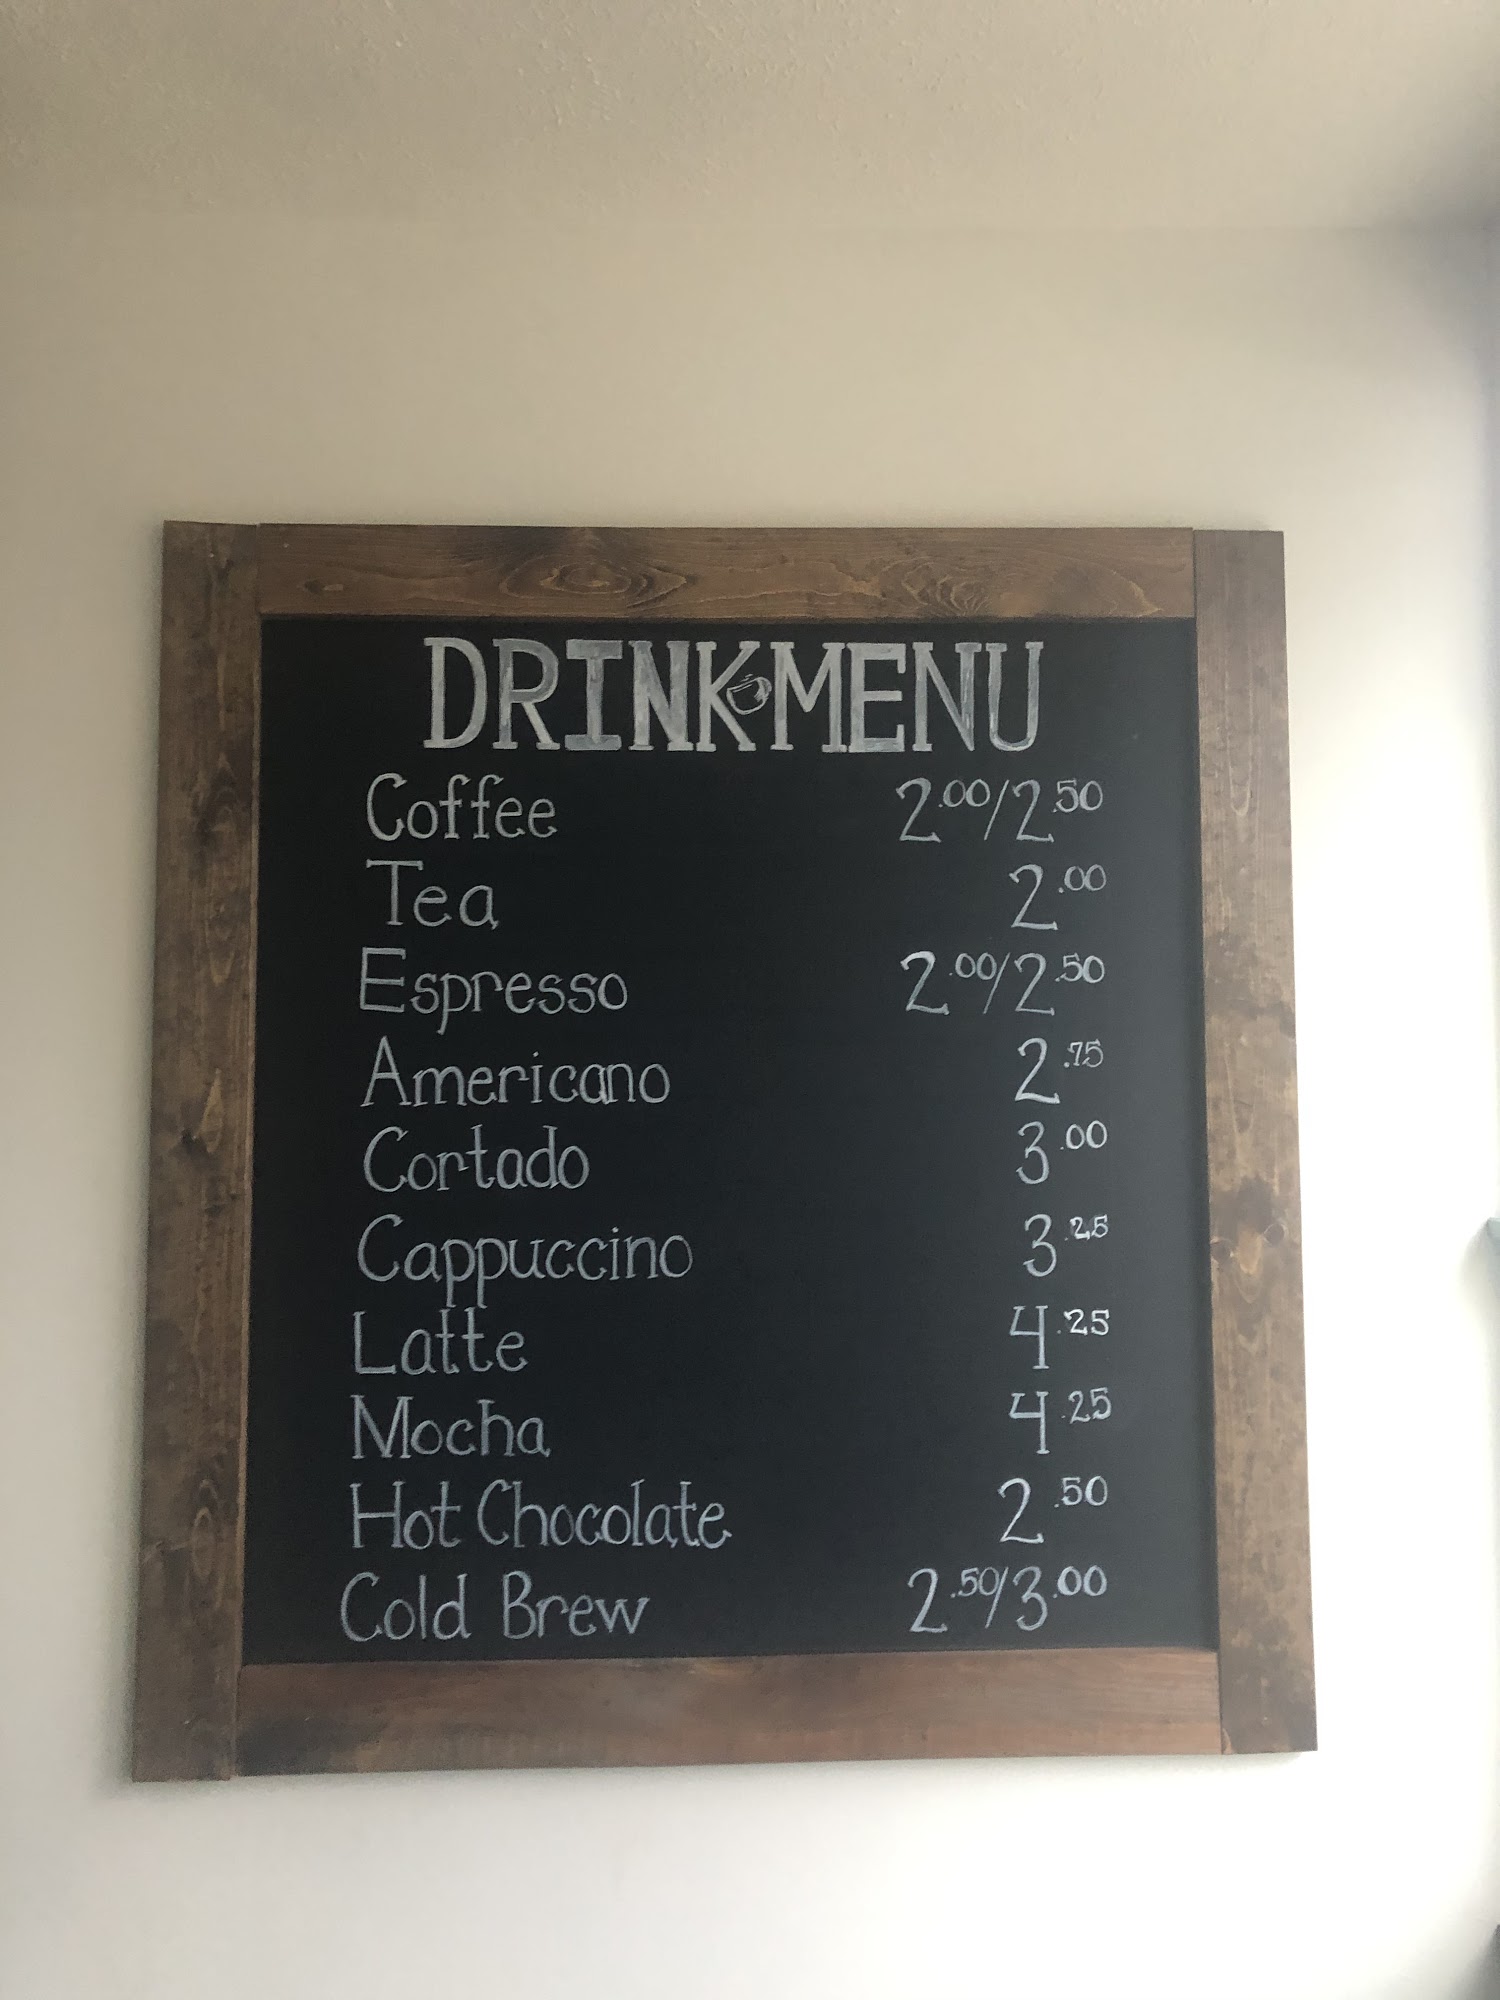 DRINK MENU
Coffee 2.00/2.50
Tea 2.00
Espresso 2.00/2.50
Americano 2.75
Cortado 3.00
Cappuccino 3.25
Latte 4.25
Mocha 4.25
Hot Chocolate 2.50
Cold Brew 2.50/3.00